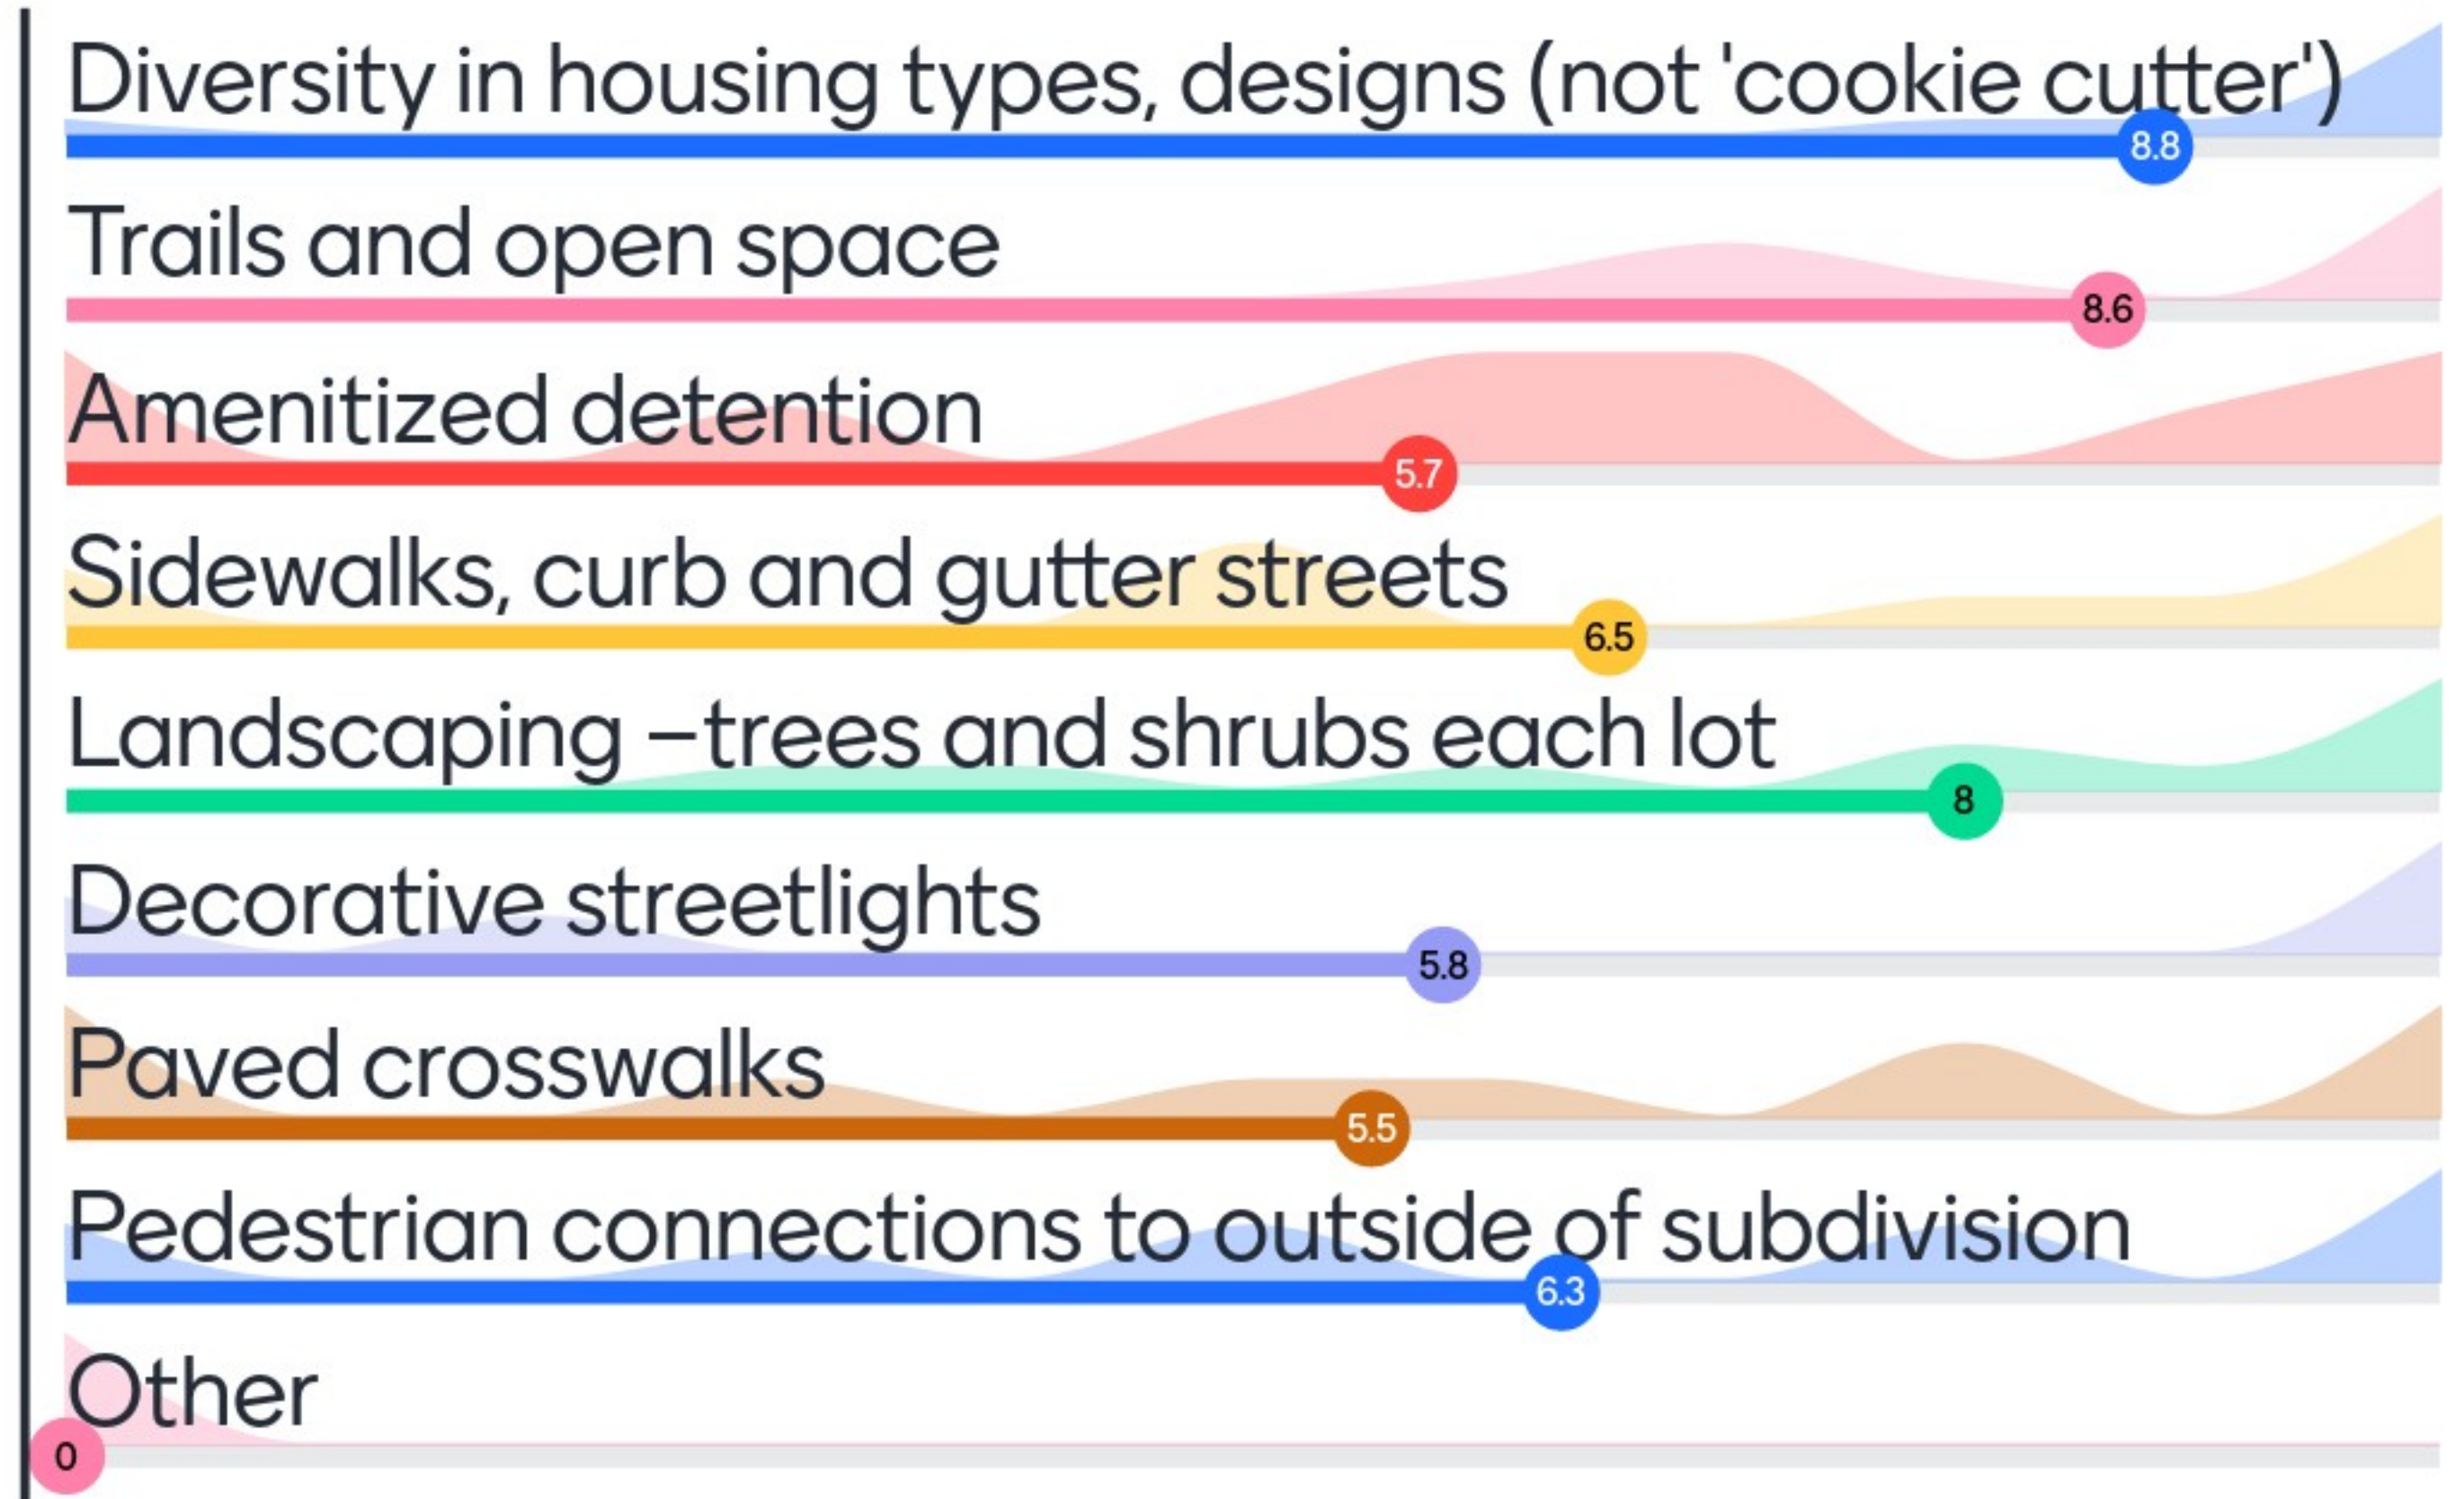 Diversity in housing types, designs (not 'cookie cutter')
8.8
Trails and open space
8.6
Amenitized detention
5.7
Sidewalks, curb and gutter streets
6.5
Landscaping –trees and shrubs each lot
8
Decorative streetlights
5.8
Paved crosswalks
5.5
Pedestrian connections to outside of subdivision
6.3
Other
0